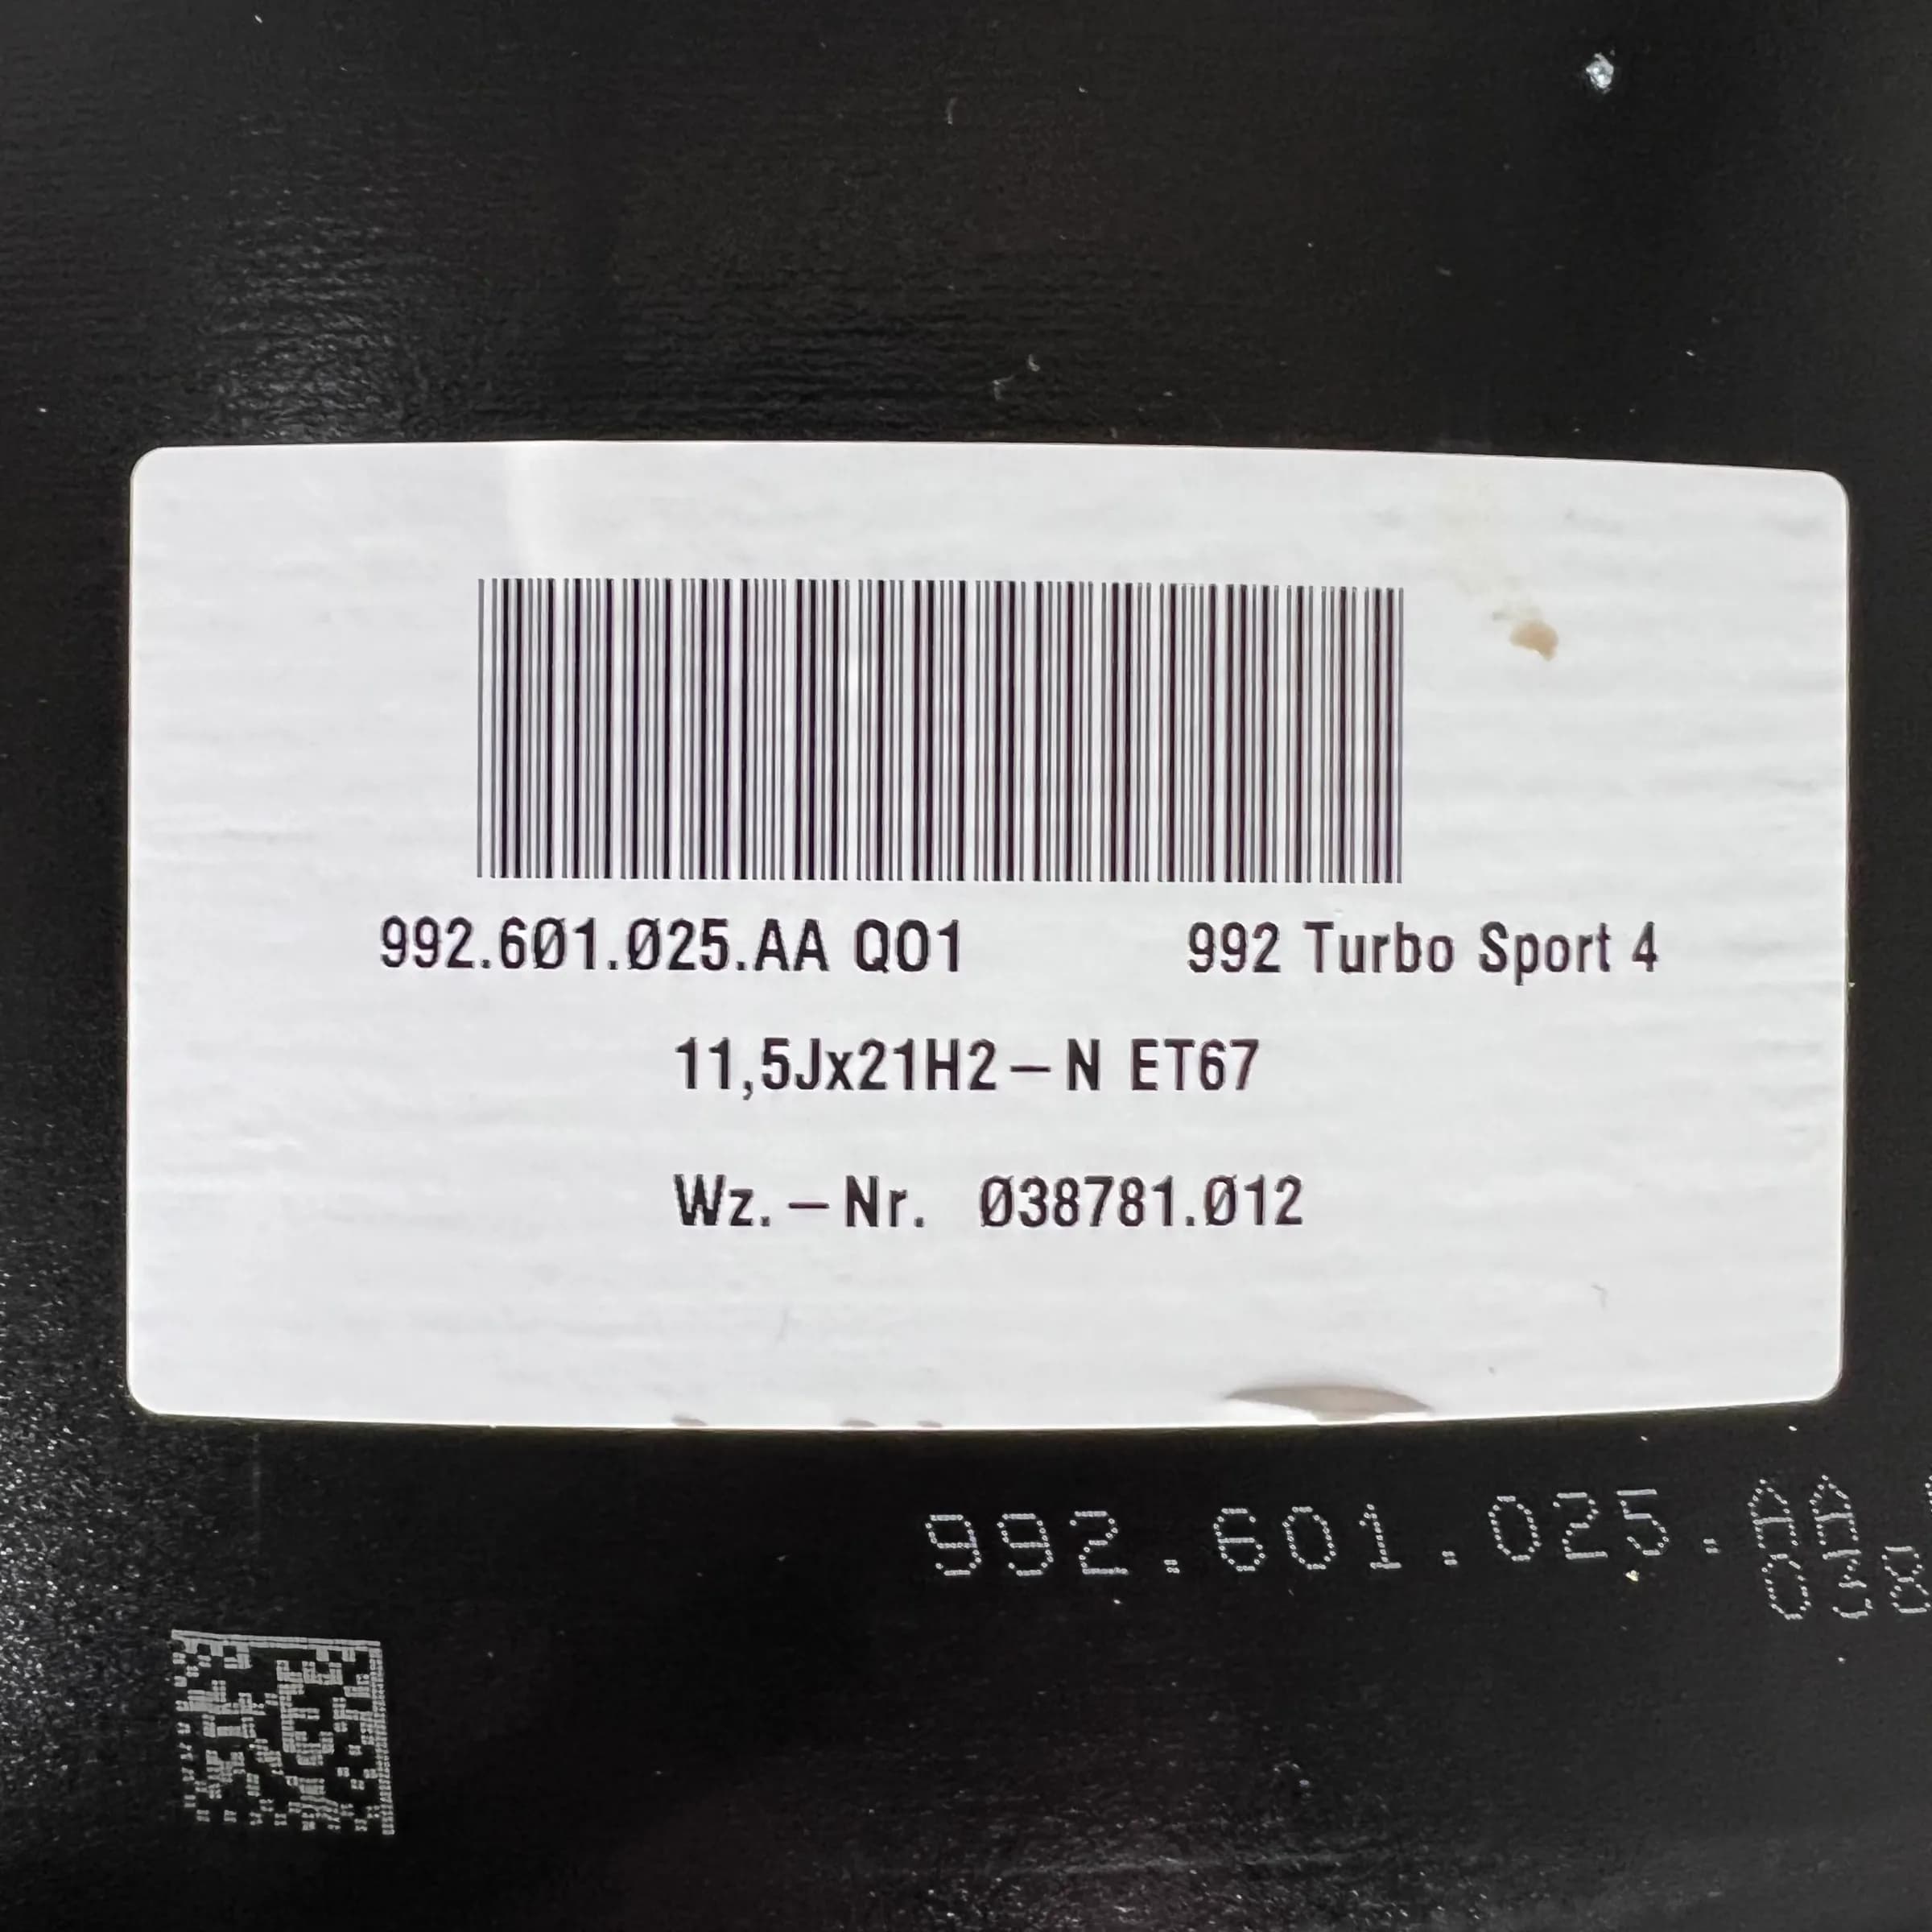 992.6Ø1.Ø25.AA QO1 992 Turbo Sport 4
11,5Jx21H2–N ET67
Wz.–Nr. Ø38781.Ø12
992.601.025.AA
038